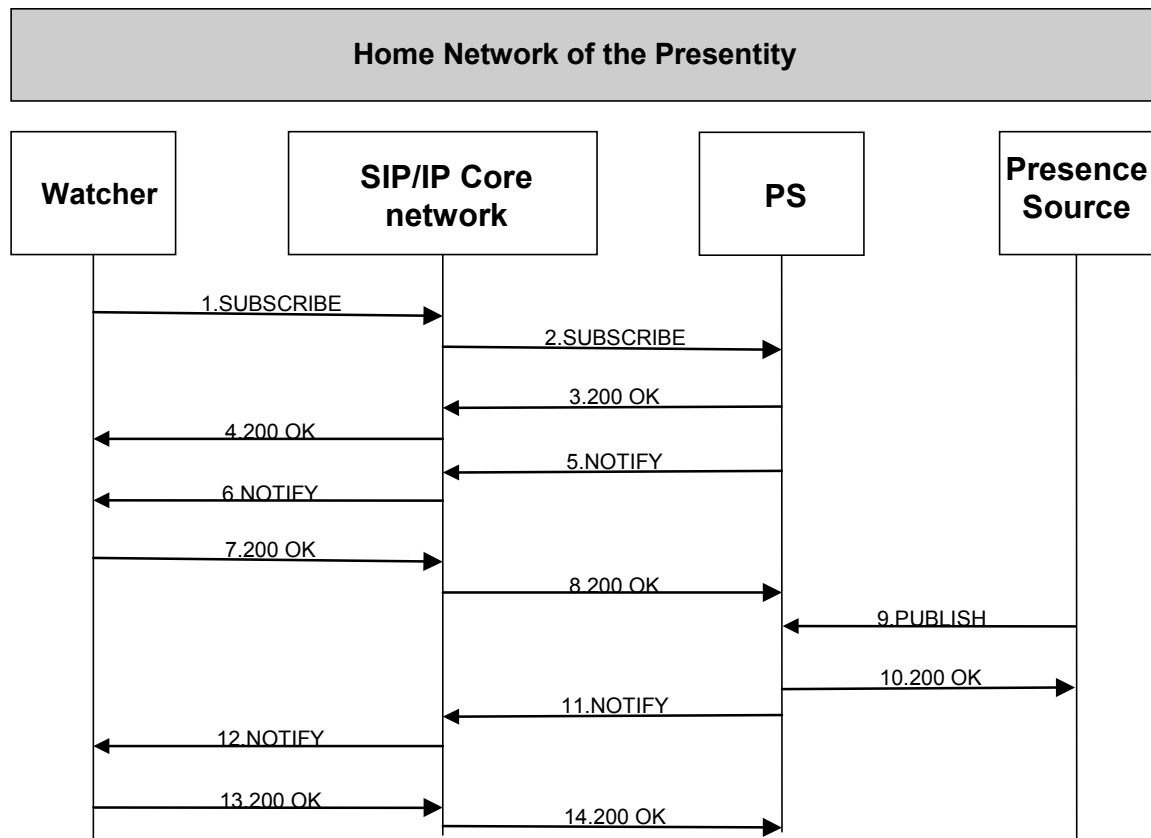 Home Network of the Presentity
Watcher
SIP/IP Core
network
PS
Presence
Source
1.SUBSCRIBE
2.SUBSCRIBE
3.200 OK
4.200 OK
5.NOTIFY
6.NOTIFY
7.200 OK
8.200 OK
9.PUBLISH
10.200 OK
11.NOTIFY
12.NOTIFY
13.200 OK
14.200 OK